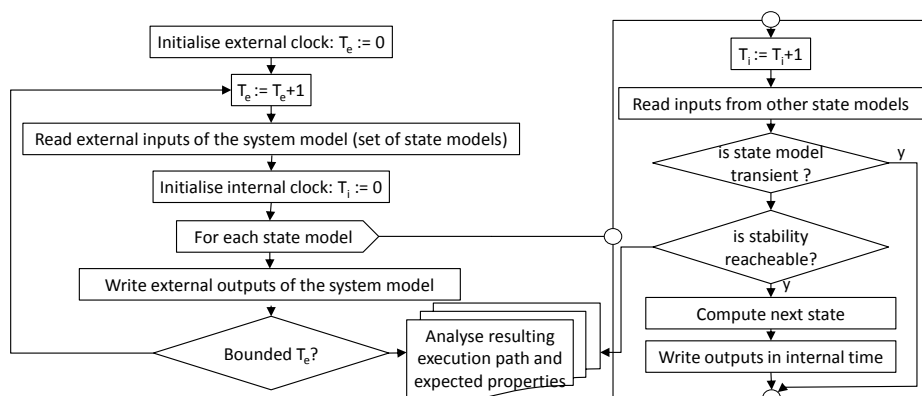 Initialise external clock: Te := 0
Te := Te+1
Read external inputs of the system model (set of state models)
Initialise internal clock: Ti := 0
For each state model
Write external outputs of the system model
Bounded Te?
Analyse resulting
execution path and
expected properties
Ti := Ti+1
Read inputs from other state models
is state model
transient ?
y
is stability
reacheable?
y
Compute next state
Write outputs in internal time